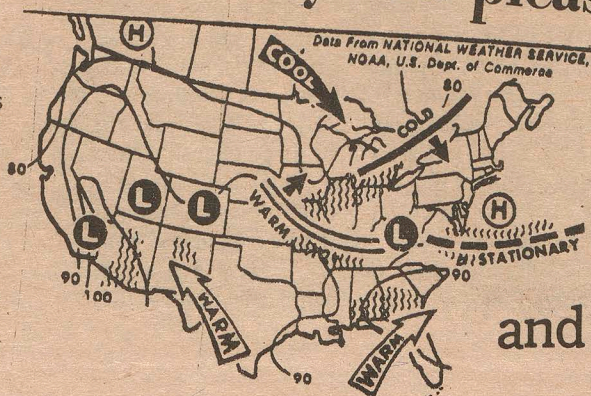 pleas
Data From NATIONAL WEATHER SERVICE,
NOAA, U.S. Dept. of Commerce
H
COOL
80
COLD
80
L
L
WARM
H
L
L
STATIONARY
90
100
90
WARM
and
WARM
90